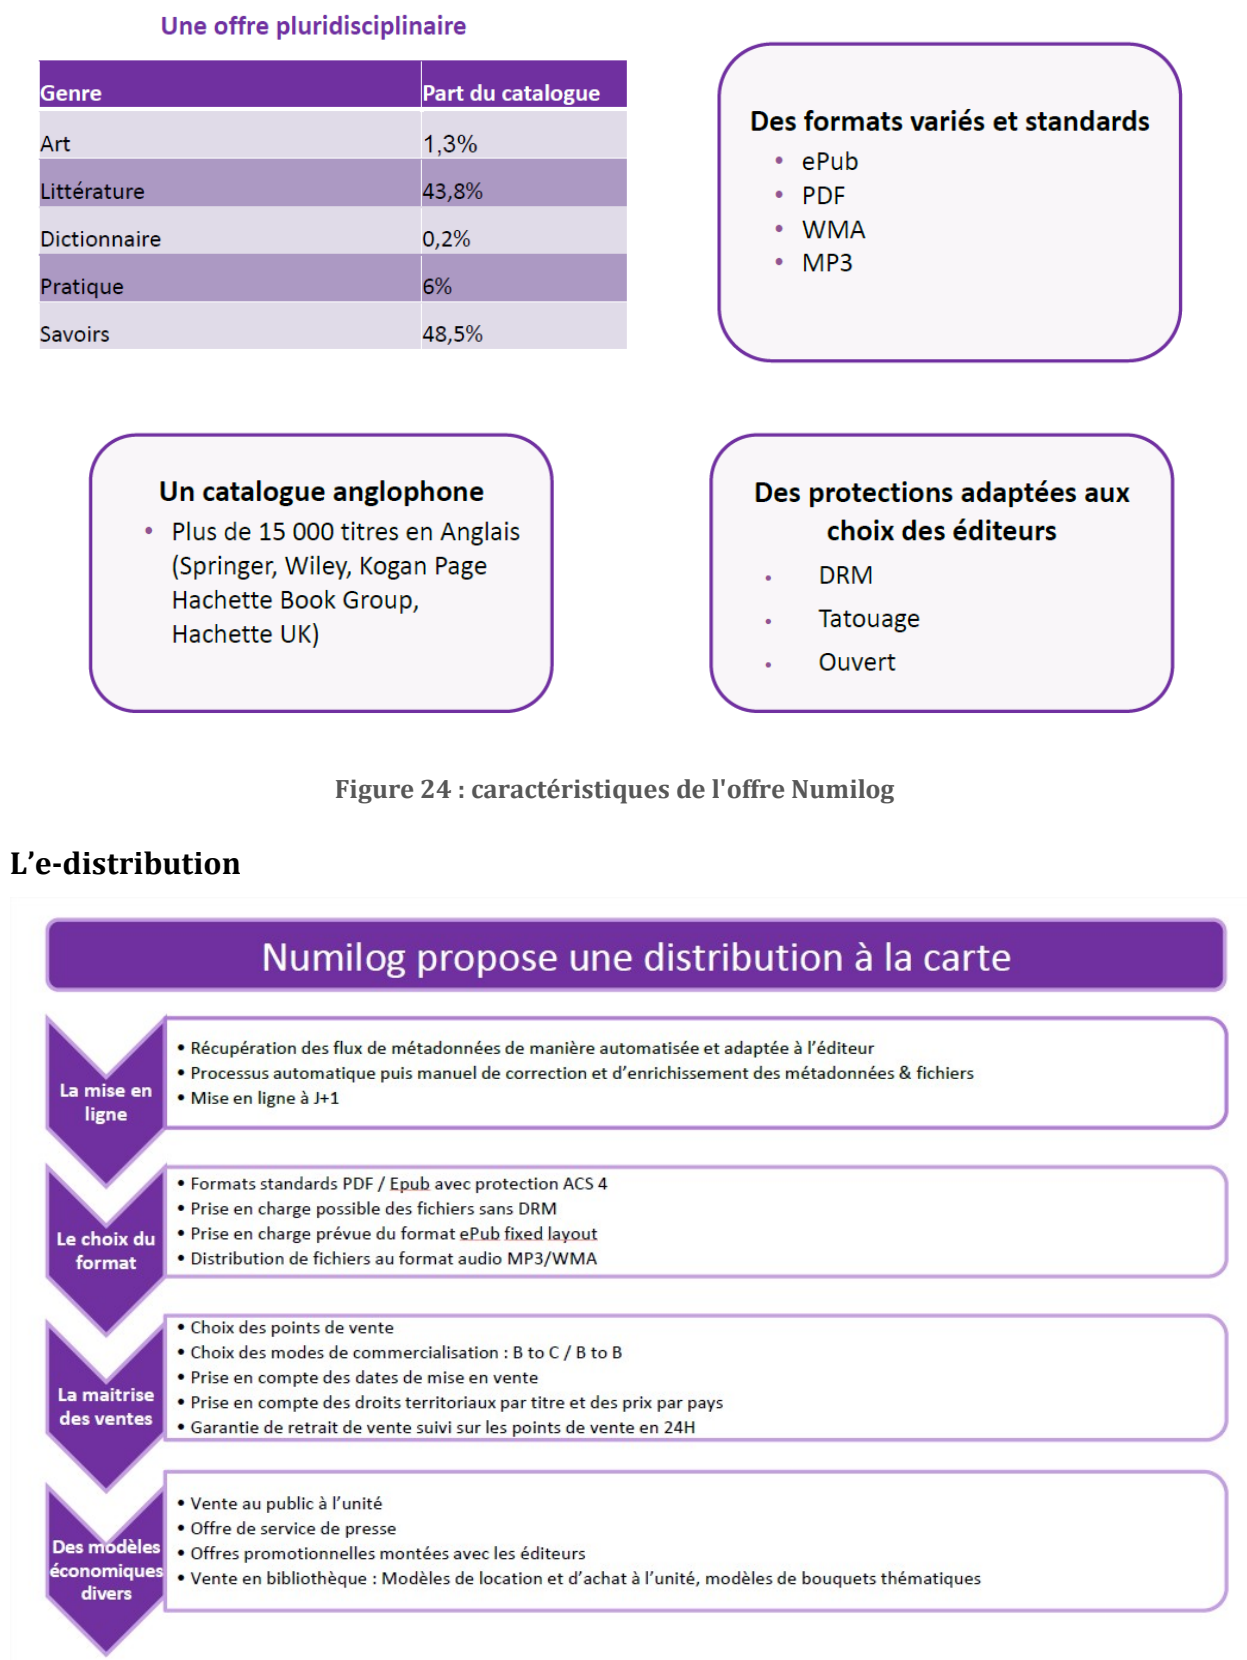 Une offre pluridisciplinaire
Genre Part du catalogue
Art 1,3%
Littérature 43,8%
Dictionnaire 0,2%
Pratique 6%
Savoirs 48,5%
Des formats variés et standards
• ePub
• PDF
• WMA
• MP3
Un catalogue anglophone
• Plus de 15 000 titres en Anglais
(Springer, Wiley, Kogan Page
Hachette Book Group,
Hachette UK)
Des protections adaptées aux
choix des éditeurs
• DRM
• Tatouage
• Ouvert
Figure 24 : caractéristiques de l'offre Numilog
L’e-distribution
Numilog propose une distribution à la carte
La mise en
ligne
• Récupération des flux de métadonnées de manière automatisée et adaptée à l’éditeur
• Processus automatique puis manuel de correction et d’enrichissement des métadonnées & fichiers
• Mise en ligne à J+1
Le choix du
format
• Formats standards PDF / Epub avec protection ACS 4
• Prise en charge possible des fichiers sans DRM
• Prise en charge prévue du format ePub fixed layout
• Distribution de fichiers au format audio MP3/WMA
La maitrise
des ventes
• Choix des points de vente
• Choix des modes de commercialisation : B to C / B to B
• Prise en compte des dates de mise en vente
• Prise en compte des droits territoriaux par titre et des prix par pays
• Garantie de retrait de vente suivi sur les points de vente en 24H
Des modèles
économiques
divers
• Vente au public à l’unité
• Offre de service de presse
• Offres promotionnelles montées avec les éditeurs
• Vente en bibliothèque : Modèles de location et d’achat à l’unité, modèles de bouquets thématiques